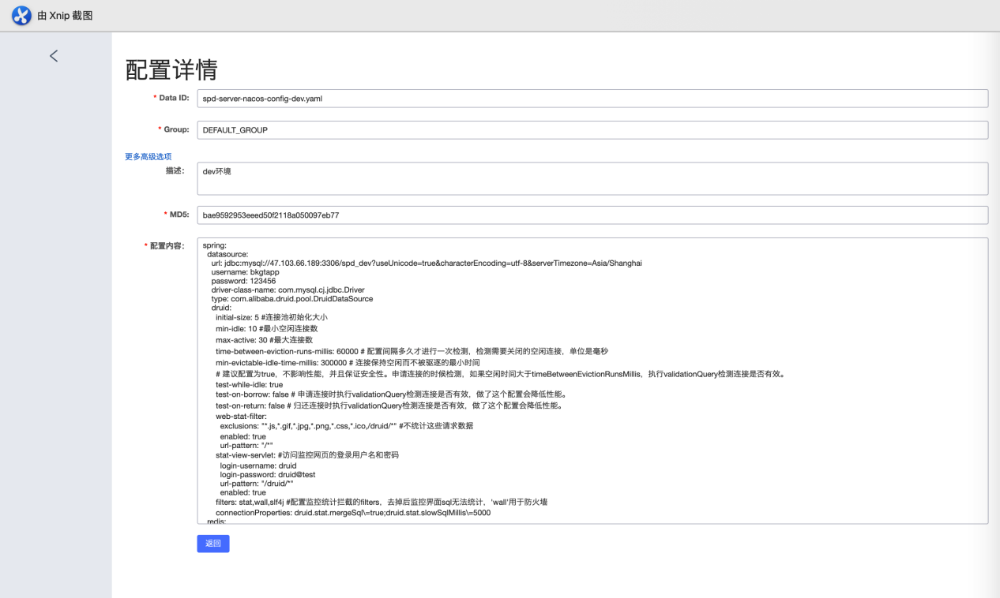 由 Xnip 截图
配置详情
* Data ID: spd-server-nacos-config-dev.yaml
* Group: DEFAULT_GROUP
更多高级选项
描述: dev环境
* MD5: bae9592953eeed50f2118a050097eb77
* 配置内容: spring:
datasource:
url: jdbc:mysql://47.103.66.189:3306/spd_dev?useUnicode=true&characterEncoding=utf-8&serverTimezone=Asia/Shanghai
username: bkgtapp
password: 123456
driver-class-name: com.mysql.cj.jdbc.Driver
type: com.alibaba.druid.pool.DruidDataSource
druid:
initial-size: 5 #连接池初始化大小
min-idle: 10 #最小空闲连接数
max-active: 30 #最大连接数
time-between-eviction-runs-millis: 60000 # 配置间隔多久才进行一次检测，检测需要关闭的空闲连接，单位是毫秒
min-evictable-idle-time-millis: 300000 # 连接保持空闲而不被驱逐的最小时间
# 建议配置为true，不影响性能，并且保证安全性。申请连接的时候检测，如果空闲时间大于timeBetweenEvictionRunsMillis，执行validationQuery检测连接是否有效。
test-while-idle: true
test-on-borrow: false # 申请连接时执行validationQuery检测连接是否有效，做了这个配置会降低性能。
test-on-return: false # 归还连接时执行validationQuery检测连接是否有效，做了这个配置会降低性能。
web-stat-filter:
exclusions: "*.js,*.gif,*.jpg,*.png,*.css,*.ico,/druid/*" #不统计这些请求数据
enabled: true
url-pattern: "/*"
stat-view-servlet: #访问监控网页的登录用户名和密码
login-username: druid
login-password: druid@test
url-pattern: "/druid/*"
enabled: true
filters: stat,wall,slf4j #配置监控统计拦截的filters，去掉后监控界面sql无法统计，'wall'用于防火墙
connectionProperties: druid.stat.mergeSql\=true;druid.stat.slowSqlMillis\=5000
redis:
返回